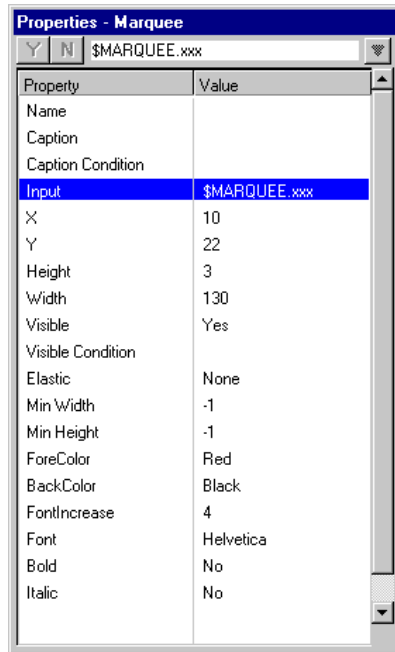 Properties - Marquee
Y N $MARQUEE.xxx
Property Value
Name
Caption
Caption Condition
Input $MARQUEE.xxx
X 10
Y 22
Height 3
Width 130
Visible Yes
Visible Condition
Elastic None
Min Width -1
Min Height -1
ForeColor Red
BackColor Black
FontIncrease 4
Font Helvetica
Bold No
Italic No